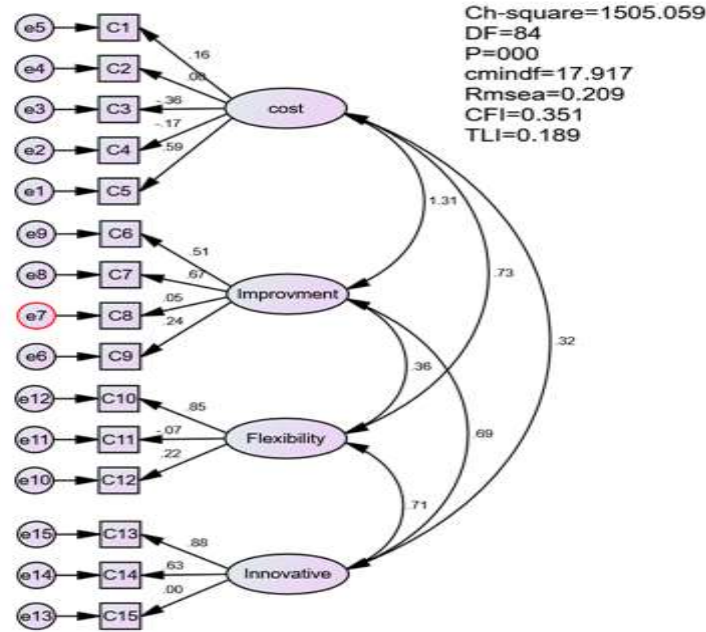 Ch-square=1505.059
DF=84
P=000
cmindf=17.917
Rmsea=0.209
CFI=0.351
TLI=0.189
e5
C1
.16
e4
C2
e3
C3
-.36
e2
C4
-.17
e1
C5
.59
cost
e9
C6
.51
e8
C7
.67
e7
C8
.05
e6
C9
.24
Improvment
e12
C10
.85
e11
C11
-.07
e10
C12
.22
Flexibility
e15
C13
.88
e14
C14
.63
e13
C15
.00
Innovative
1.31
.73
.32
.36
.69
.71